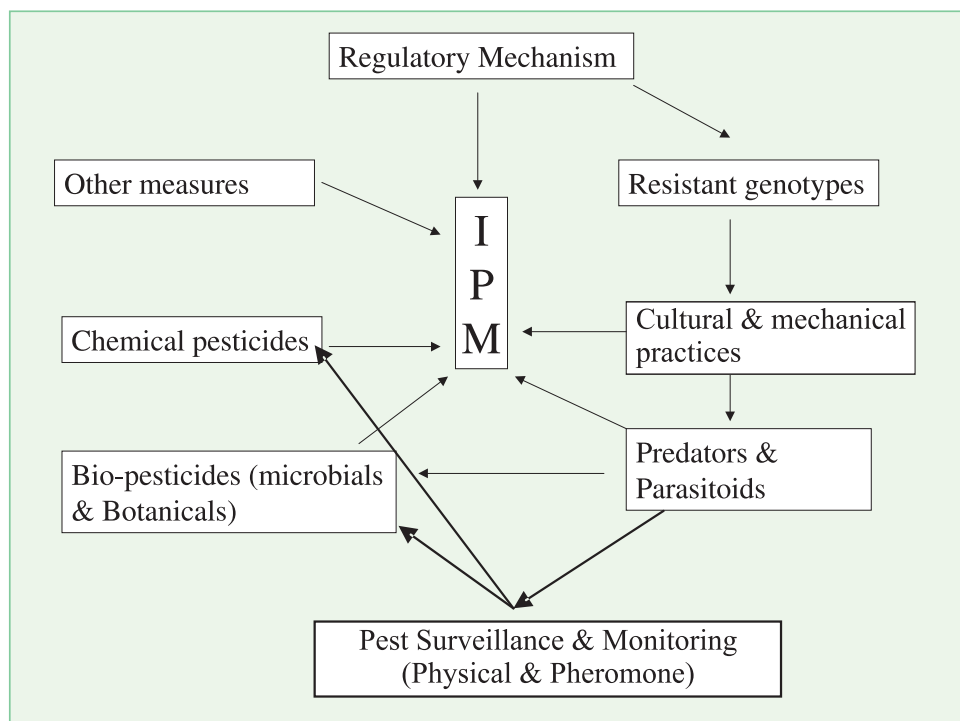 Regulatory Mechanism
Other measures
Resistant genotypes
I
P
M
Chemical pesticides
Cultural & mechanical
practices
Bio-pesticides (microbials
& Botanicals)
Predators &
Parasitoids
Pest Surveillance & Monitoring
(Physical & Pheromone)